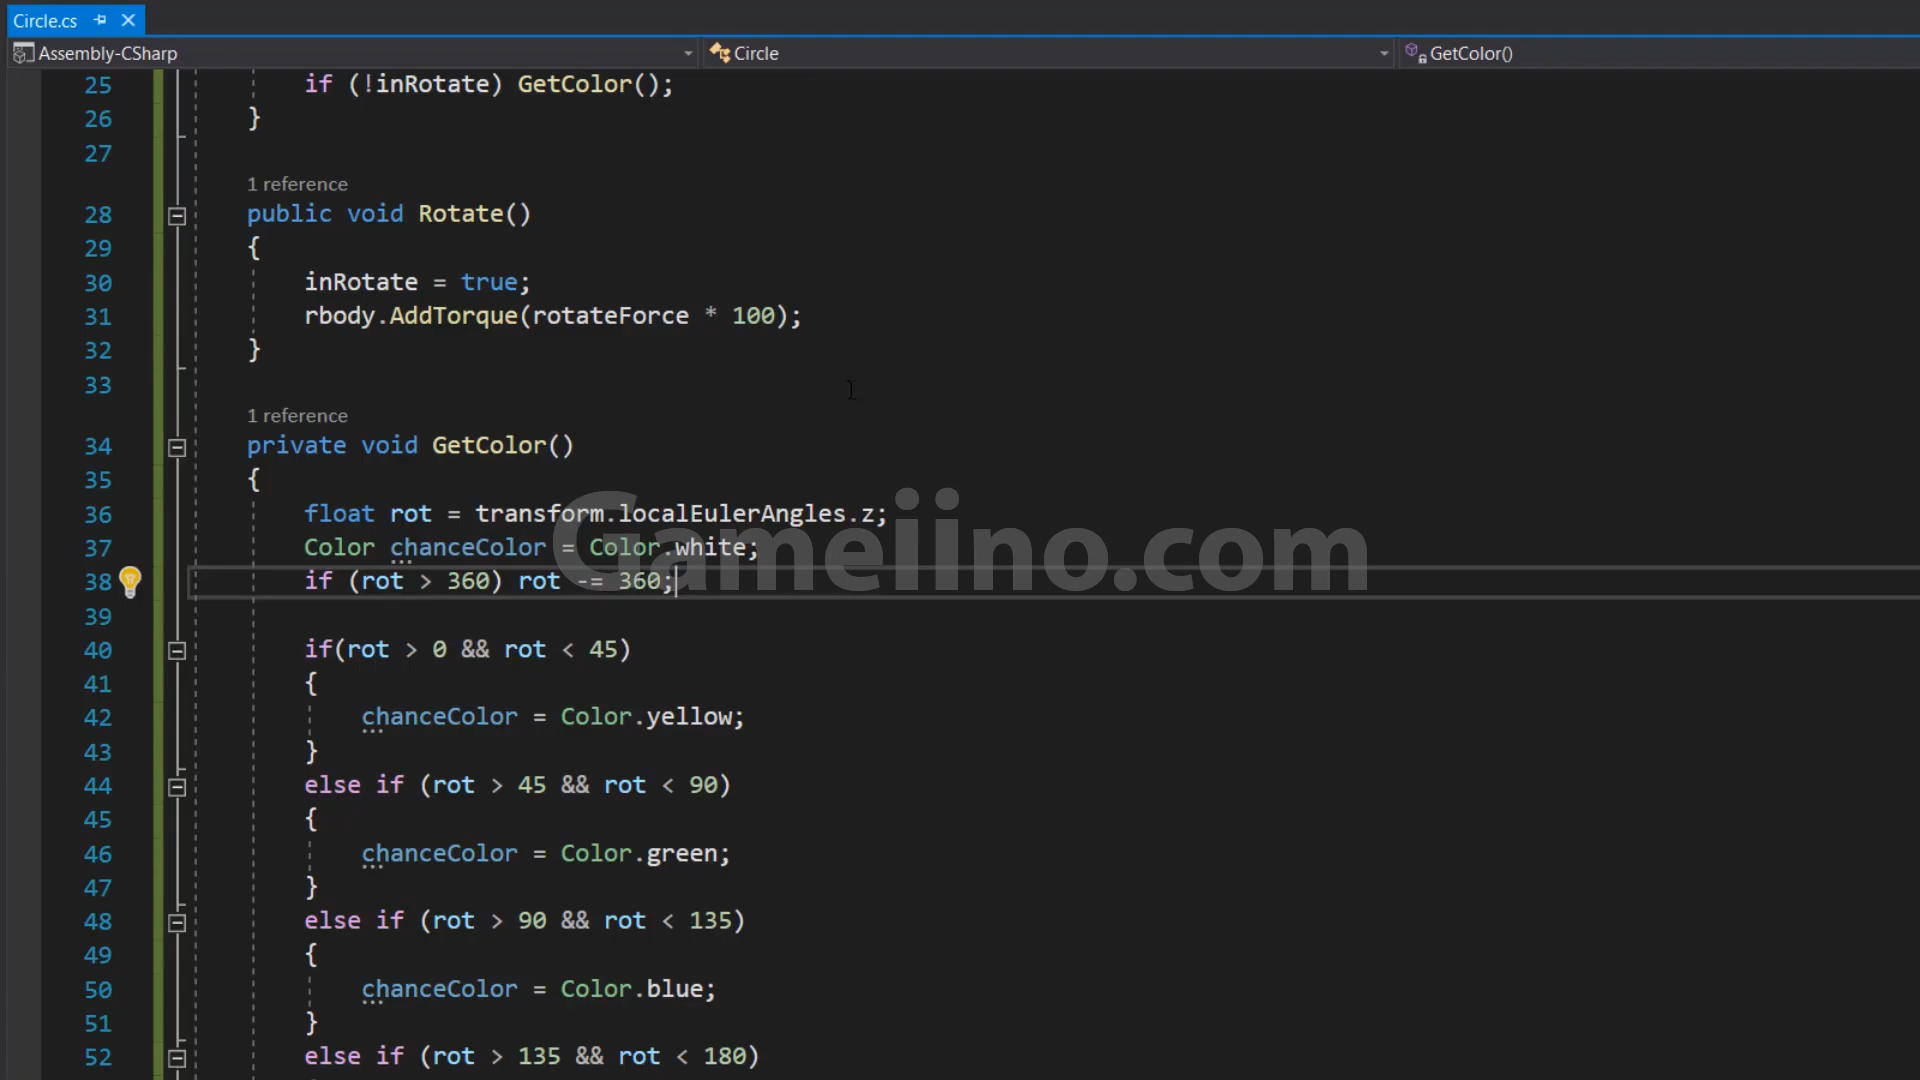 Circle.cs
Assembly-CSharp
Circle
GetColor()
25 if (!inRotate) GetColor();
26 }
27
1 reference
28 public void Rotate()
29 {
30 inRotate = true;
31 rbody.AddTorque(rotateForce * 100);
32 }
33
1 reference
34 private void GetColor()
35 {
36 float rot = transform.localEulerAngles.z;
37 Color chanceColor = Color.white;
38 if (rot > 360) rot -= 360;
39
40 if(rot > 0 && rot < 45)
41 {
42 chanceColor = Color.yellow;
43 }
44 else if (rot > 45 && rot < 90)
45 {
46 chanceColor = Color.green;
47 }
48 else if (rot > 90 && rot < 135)
49 {
50 chanceColor = Color.blue;
51 }
52 else if (rot > 135 && rot < 180)
Gameiino.com